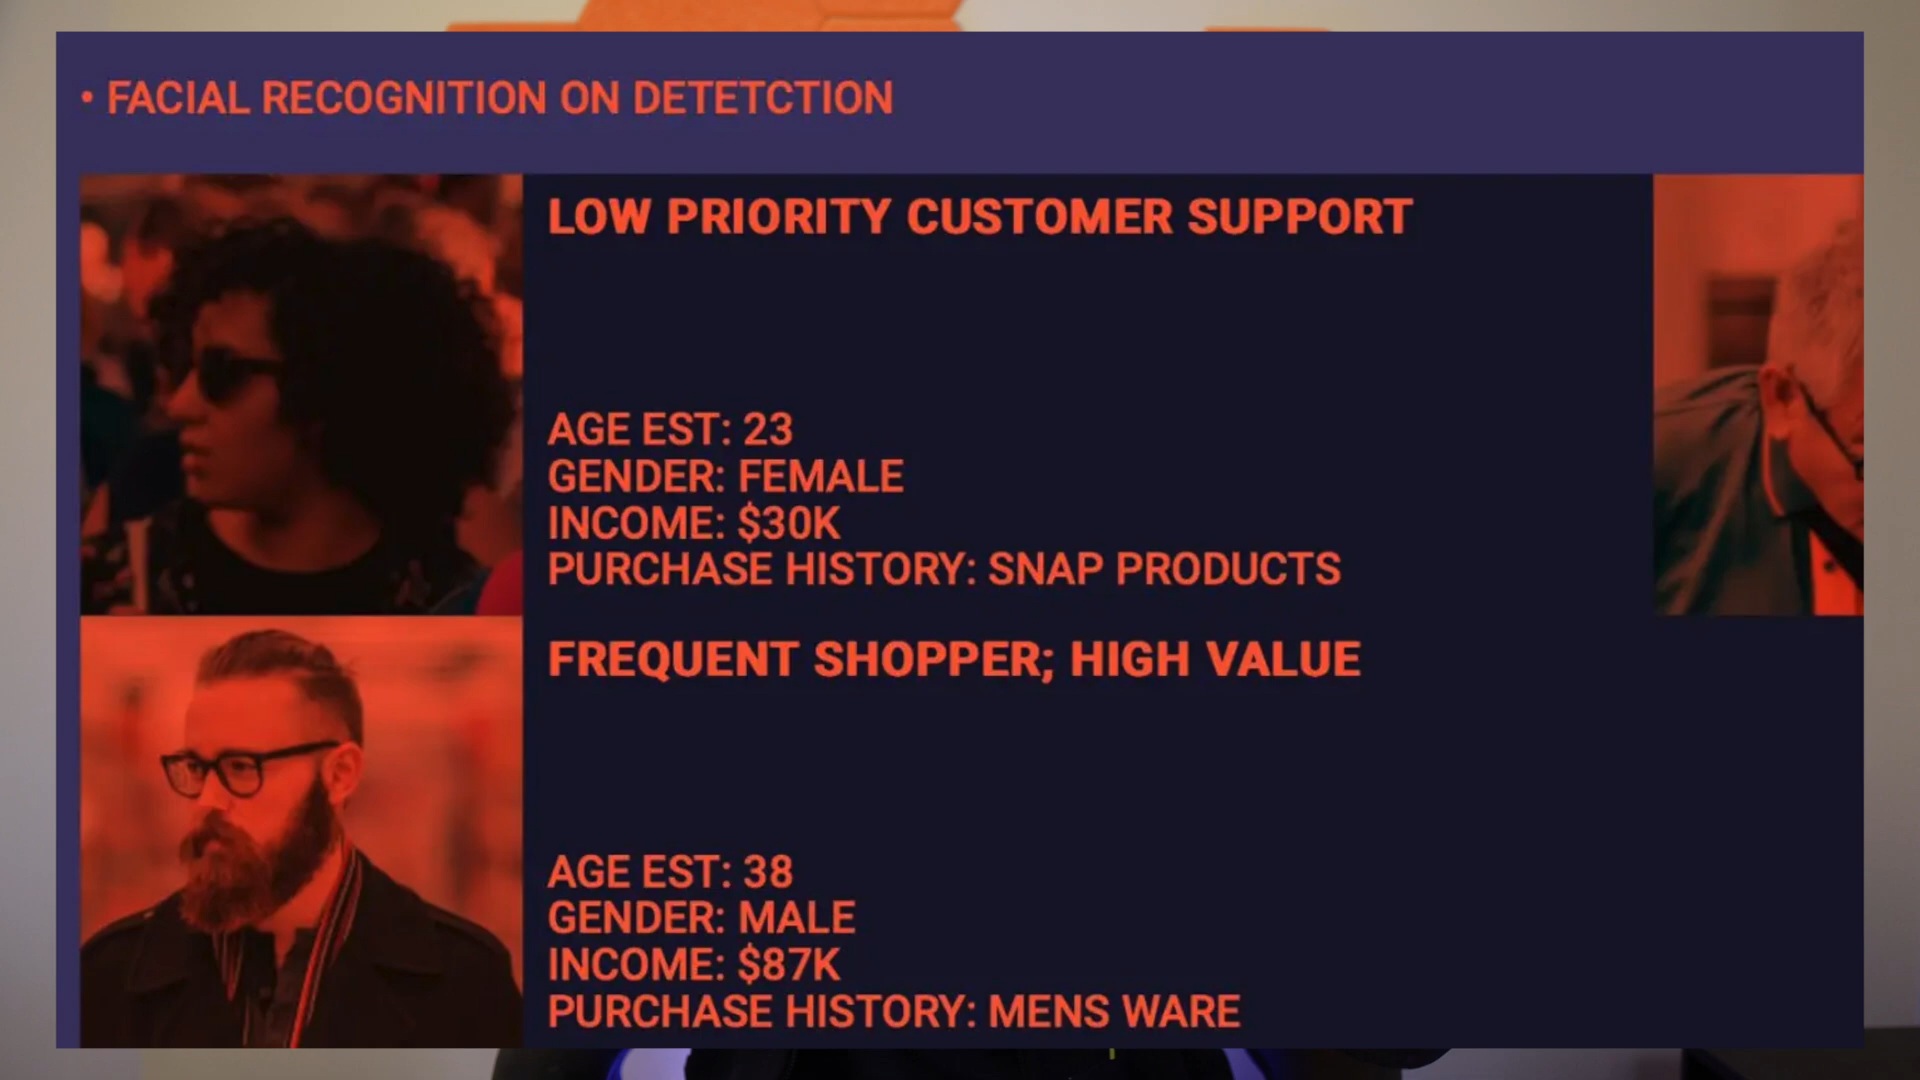 • FACIAL RECOGNITION ON DETETCTION
LOW PRIORITY CUSTOMER SUPPORT
AGE EST: 23
GENDER: FEMALE
INCOME: $30K
PURCHASE HISTORY: SNAP PRODUCTS
FREQUENT SHOPPER; HIGH VALUE
AGE EST: 38
GENDER: MALE
INCOME: $87K
PURCHASE HISTORY: MENS WARE